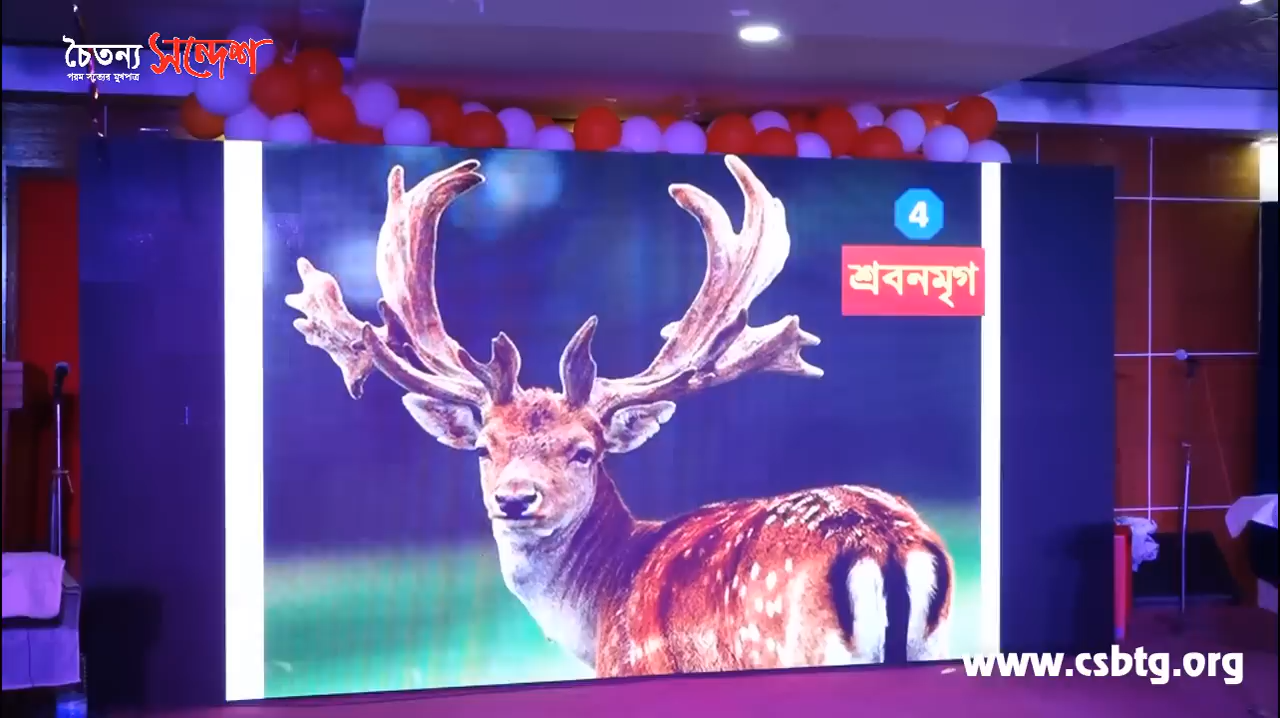 চৈতন্য সন্দেশ
পরম সত্যের মুখপত্র
4
শ্রবনমৃগ
www.csbtg.org